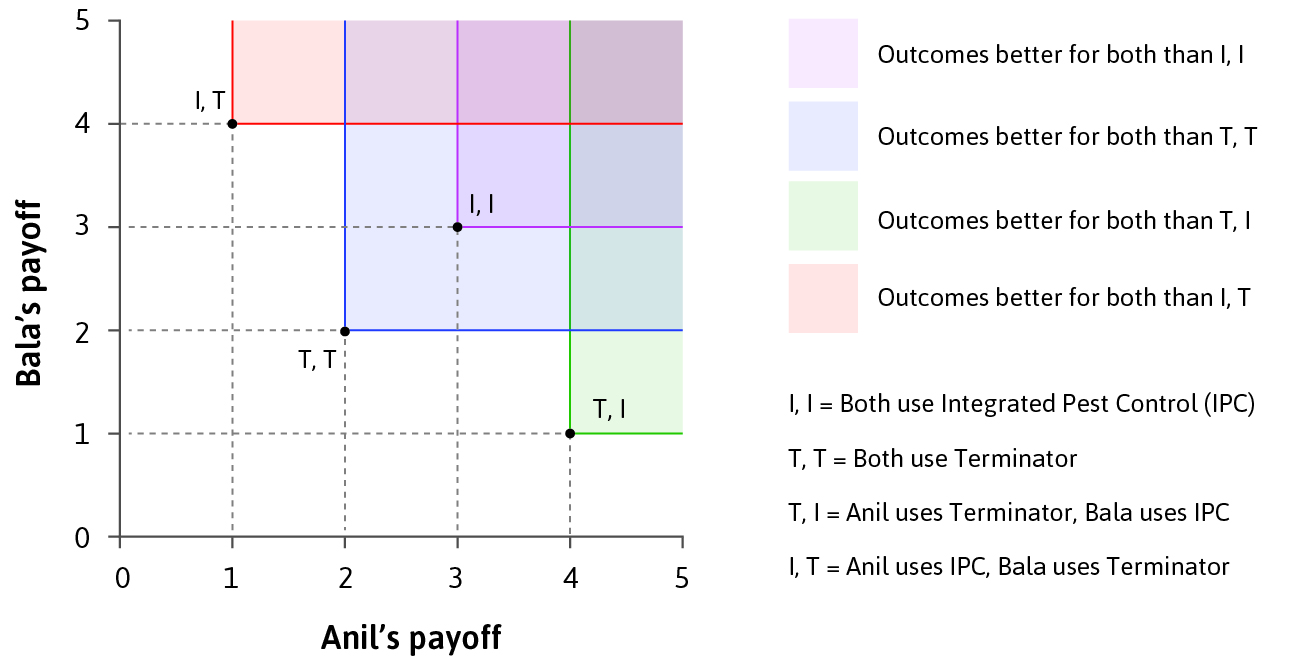 5
4
3
2
1
0
Bala's payoff
I, T
I, I
T, T
T, I
0 1 2 3 4 5
Anil's payoff
Outcomes better for both than I, I
Outcomes better for both than T, T
Outcomes better for both than T, I
Outcomes better for both than I, T
I, I = Both use Integrated Pest Control (IPC)
T, T = Both use Terminator
T, I = Anil uses Terminator, Bala uses IPC
I, T = Anil uses IPC, Bala uses Terminator